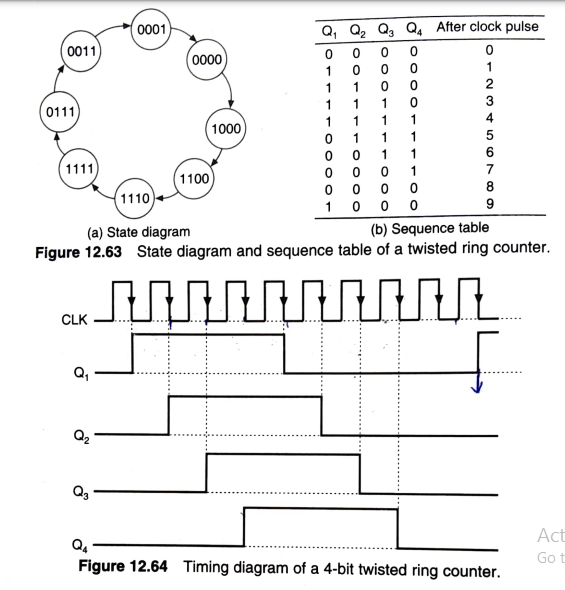 0001
0000
1000
1100
1110
1111
0111
0011
(a) State diagram
Q₁ Q₂ Q₃ Q₄ After clock pulse
0 0 0 0 0
1 0 0 0 1
1 1 0 0 2
1 1 1 0 3
1 1 1 1 4
0 1 1 1 5
0 0 1 1 6
0 0 0 1 7
0 0 0 0 8
1 0 0 0 9
(b) Sequence table
Figure 12.63 State diagram and sequence table of a twisted ring counter.
CLK
Q₁
Q₂
Q₃
Q₄
Figure 12.64 Timing diagram of a 4-bit twisted ring counter.
Act
Go t